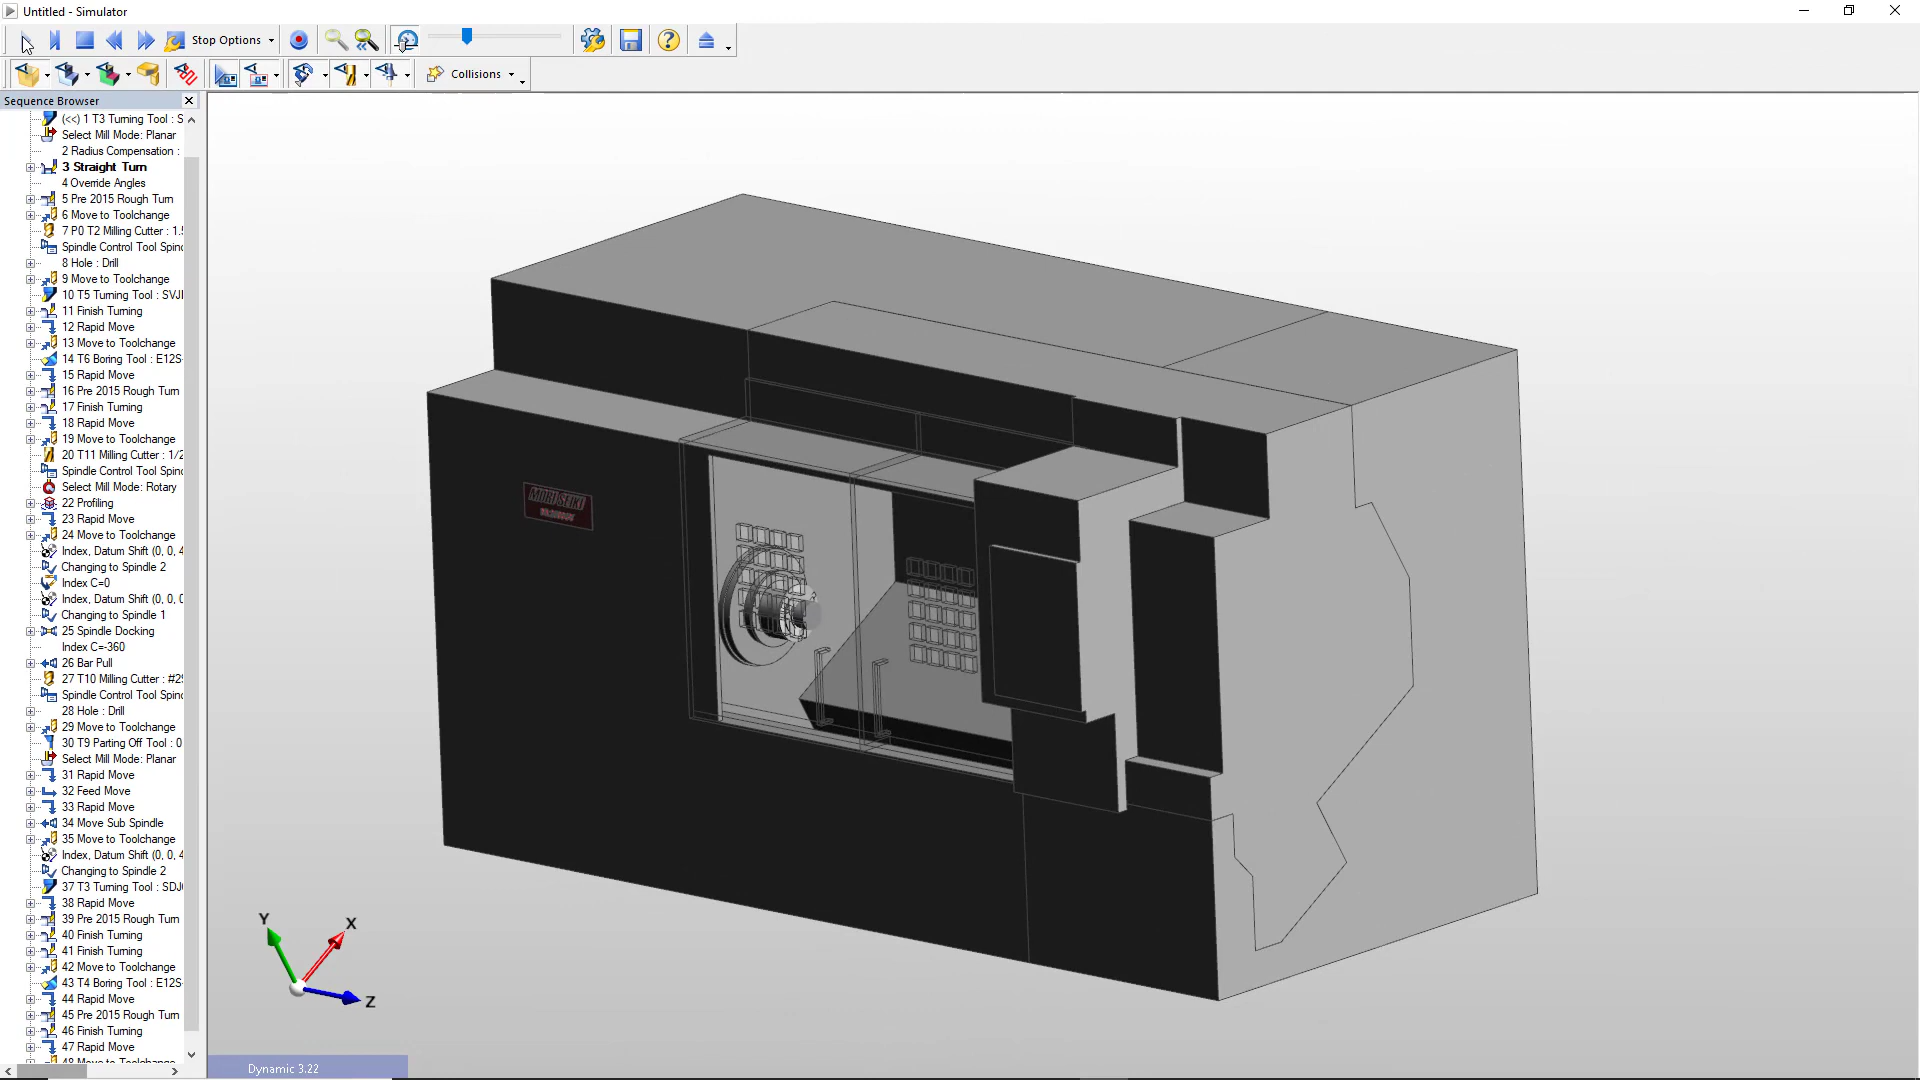 Untitled - Simulator
Stop Options
Collisions
Sequence Browser
(<<) 1 T3 Turning Tool : S
Select Mill Mode: Planar
2 Radius Compensation :
3 Straight Turn
4 Override Angles
5 Pre 2015 Rough Turn
6 Move to Toolchange
7 P0 T2 Milling Cutter : 1.5
Spindle Control Tool Spind
8 Hole : Drill
9 Move to Toolchange
10 T5 Turning Tool : SVJI
11 Finish Turning
12 Rapid Move
13 Move to Toolchange
14 T6 Boring Tool : E12S
15 Rapid Move
16 Pre 2015 Rough Turn
17 Finish Turning
18 Rapid Move
19 Move to Toolchange
20 T11 Milling Cutter : 1/2
Spindle Control Tool Spind
Select Mill Mode: Rotary
22 Profiling
23 Rapid Move
24 Move to Toolchange
Index, Datum Shift (0, 0, 4
Changing to Spindle 2
Index C=0
Index, Datum Shift (0, 0, 0
Changing to Spindle 1
25 Spindle Docking
Index C=-360
26 Bar Pull
27 T10 Milling Cutter : #29
Spindle Control Tool Spind
28 Hole : Drill
29 Move to Toolchange
30 T9 Parting Off Tool : 0
Select Mill Mode: Planar
31 Rapid Move
32 Feed Move
33 Rapid Move
34 Move Sub Spindle
35 Move to Toolchange
Index, Datum Shift (0, 0, 4
Changing to Spindle 2
37 T3 Turning Tool : SDJ
38 Rapid Move
39 Pre 2015 Rough Turn
40 Finish Turning
41 Finish Turning
42 Move to Toolchange
43 T4 Boring Tool : E12S
44 Rapid Move
45 Pre 2015 Rough Turn
46 Finish Turning
47 Rapid Move
48 Move to Toolchange
MORI SEIKI
Y
X
Z
Dynamic 3.22